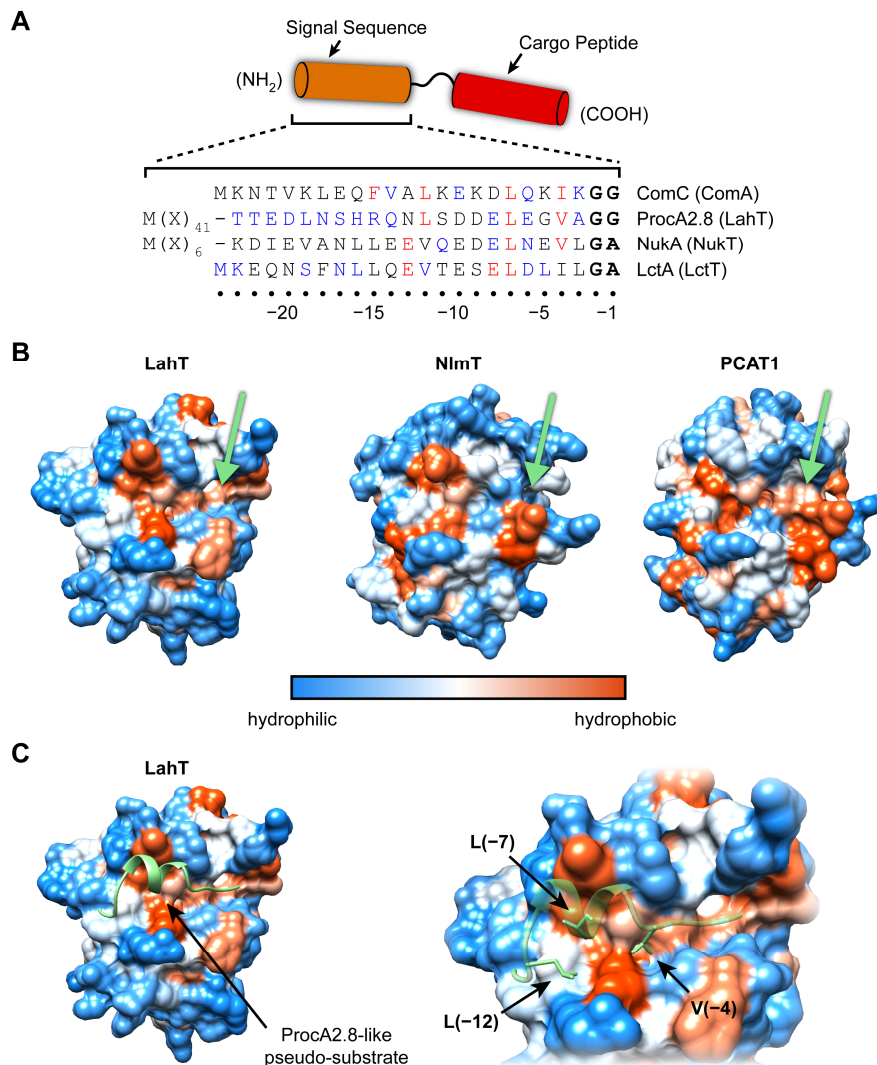 A
Signal Sequence
Cargo Peptide
(NH2)
(COOH)
MKNTVKLEQFVALKEKDLQKIKGG ComC (ComA)
M(X)41 –TTEDLNSHRQNLSDDELEGVAGG ProcA2.8 (LahT)
M(X)6 –KDIEVANLLEEVQEDELNEVLGA NukA (NukT)
MKEQNSFNLLQEVTESELDLILGA LctA (LctT)
−20 −15 −10 −5 −1
B
LahT NlmT PCAT1
hydrophilic hydrophobic
C
LahT
L(−7)
L(−12)
V(−4)
ProcA2.8-like
pseudo-substrate